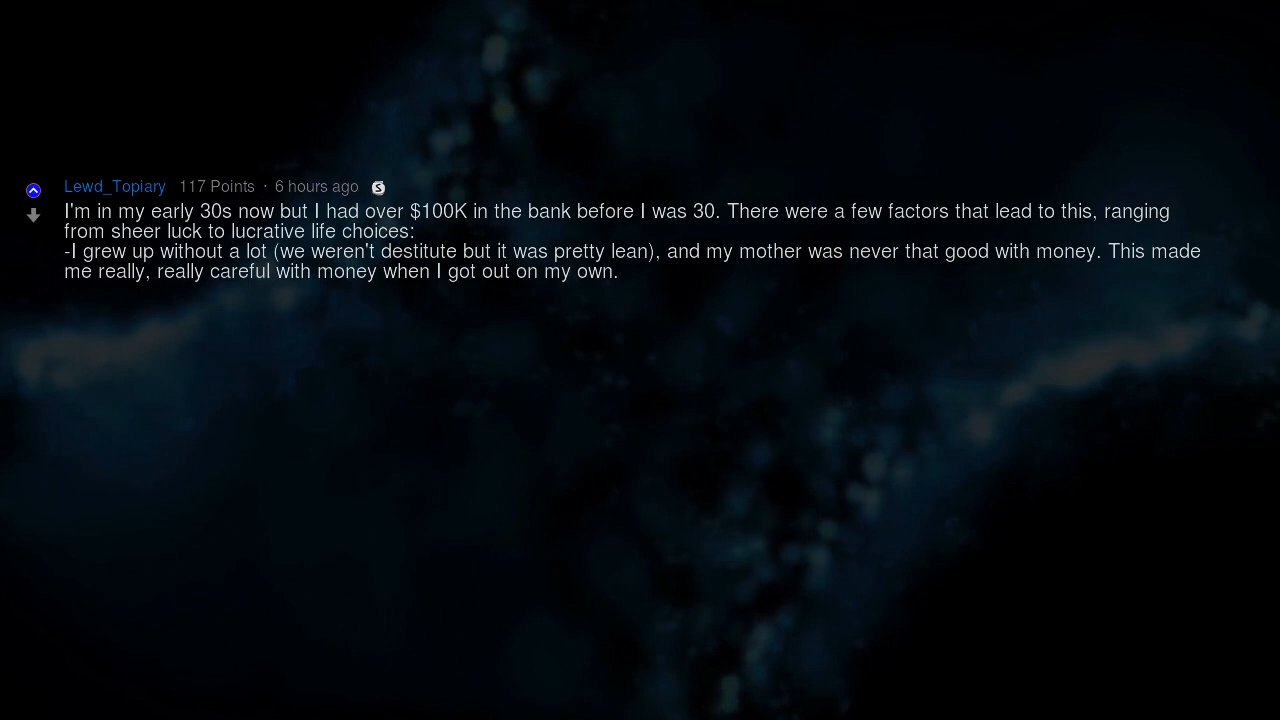 Lewd_Topiary 117 Points · 6 hours ago
I'm in my early 30s now but I had over $100K in the bank before I was 30. There were a few factors that lead to this, ranging
from sheer luck to lucrative life choices:
-I grew up without a lot (we weren't destitute but it was pretty lean), and my mother was never that good with money. This made
me really, really careful with money when I got out on my own.